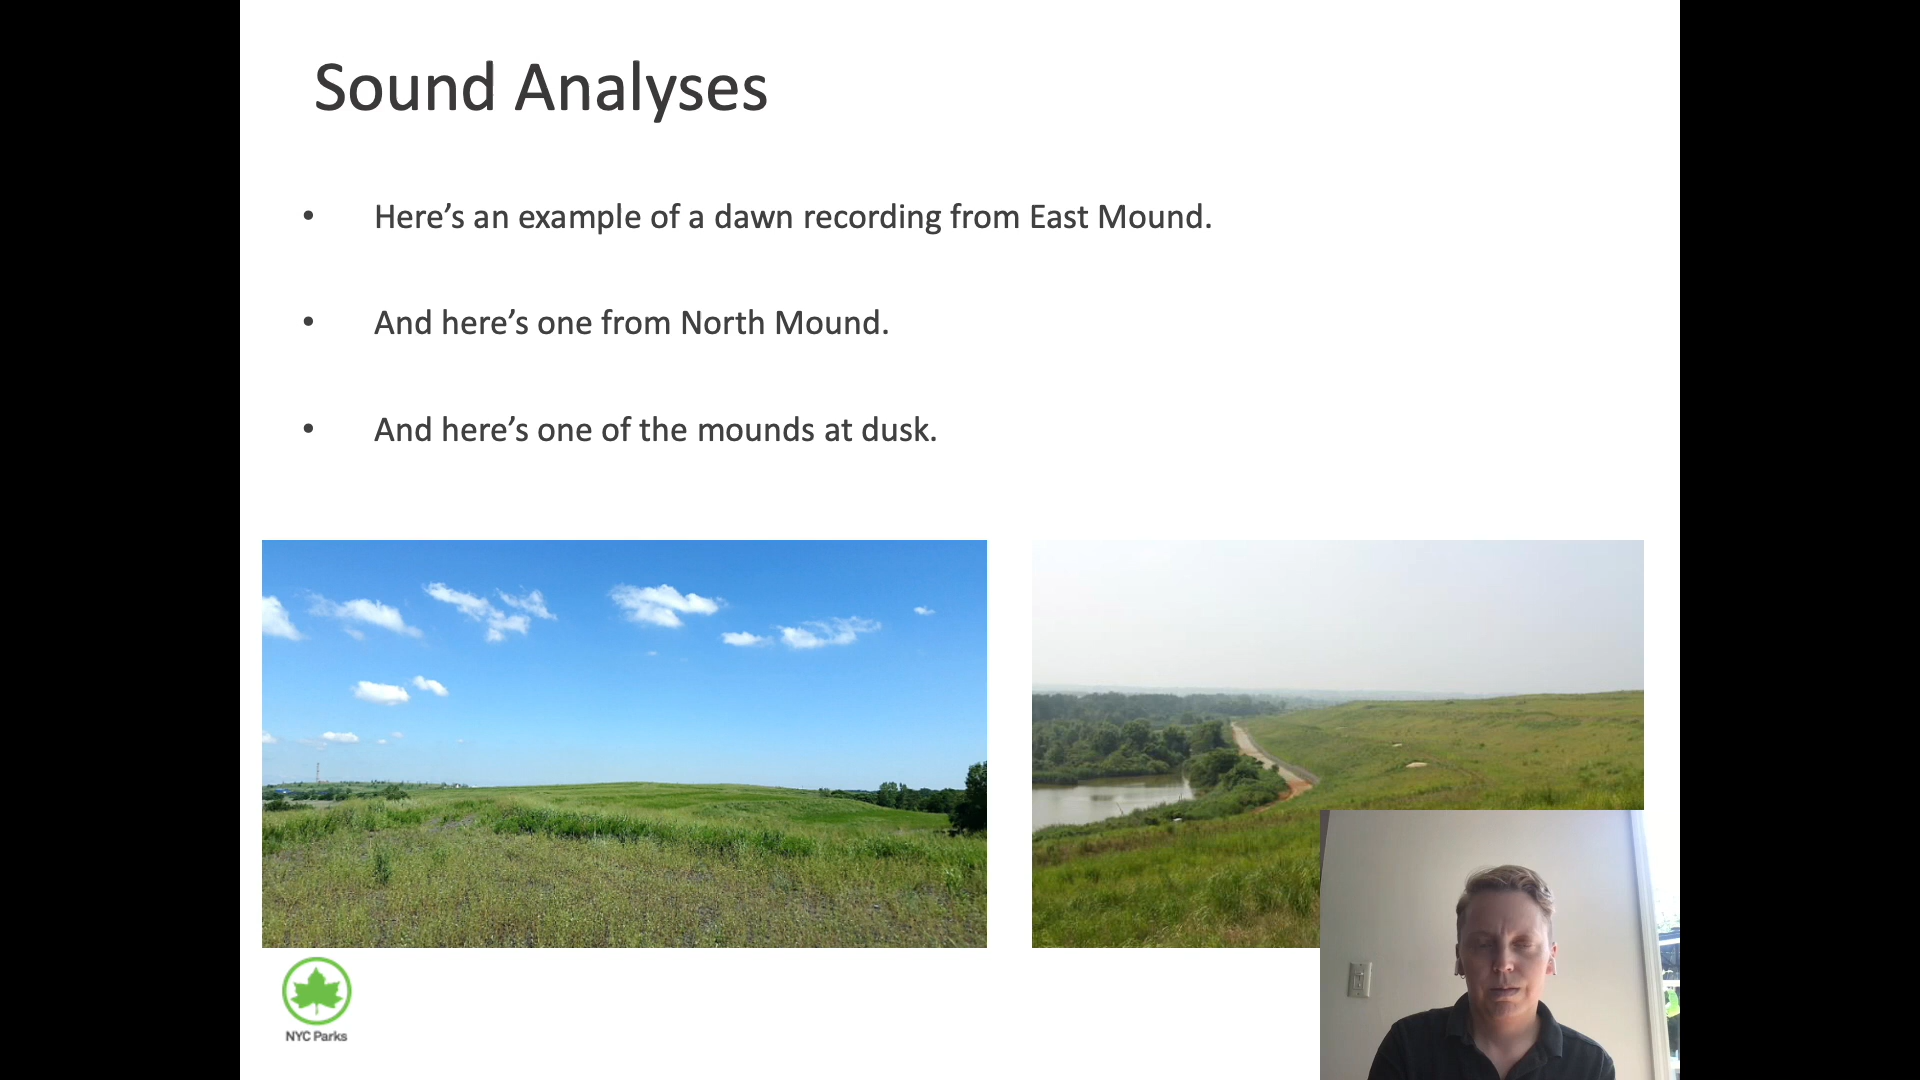 Sound Analyses
• Here’s an example of a dawn recording from East Mound.
• And here’s one from North Mound.
• And here’s one of the mounds at dusk.
NYC Parks